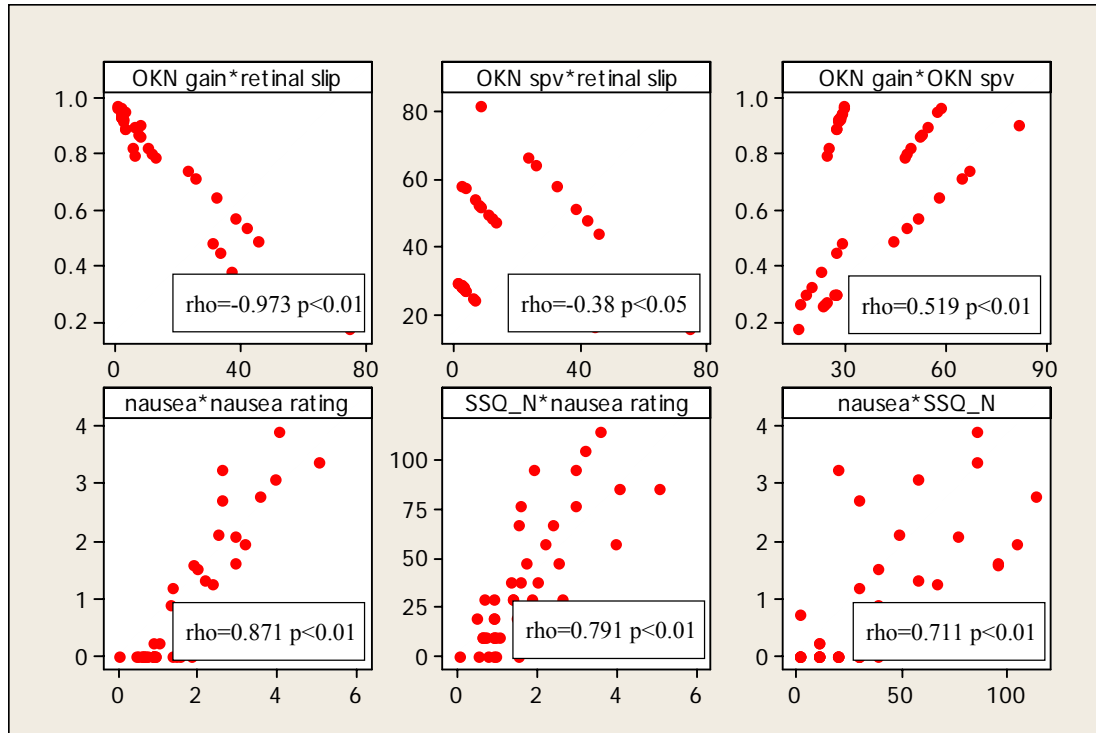 OKN gain*retinal slip
OKN spv*retinal slip
OKN gain*OKN spv
1.0
0.8
0.6
0.4
0.2
0 40 80
rho=-0.973 p<0.01
80
60
40
20
0 40 80
rho=-0.38 p<0.05
1.0
0.8
0.6
0.4
0.2
30 60 90
rho=0.519 p<0.01
nausea*nausea rating
SSQ_N*nausea rating
nausea*SSQ_N
4
3
2
1
0
0 2 4 6
rho=0.871 p<0.01
100
75
50
25
0
0 2 4 6
rho=0.791 p<0.01
4
3
2
1
0
0 50 100
rho=0.711 p<0.01